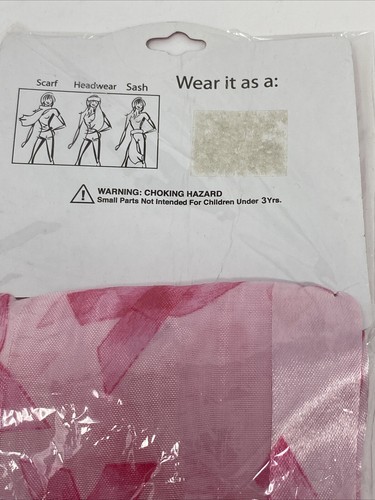 Wear it as a:
Scarf Headwear Sash
WARNING: CHOKING HAZARD
Small Parts Not Intended For Children Under 3Yrs.